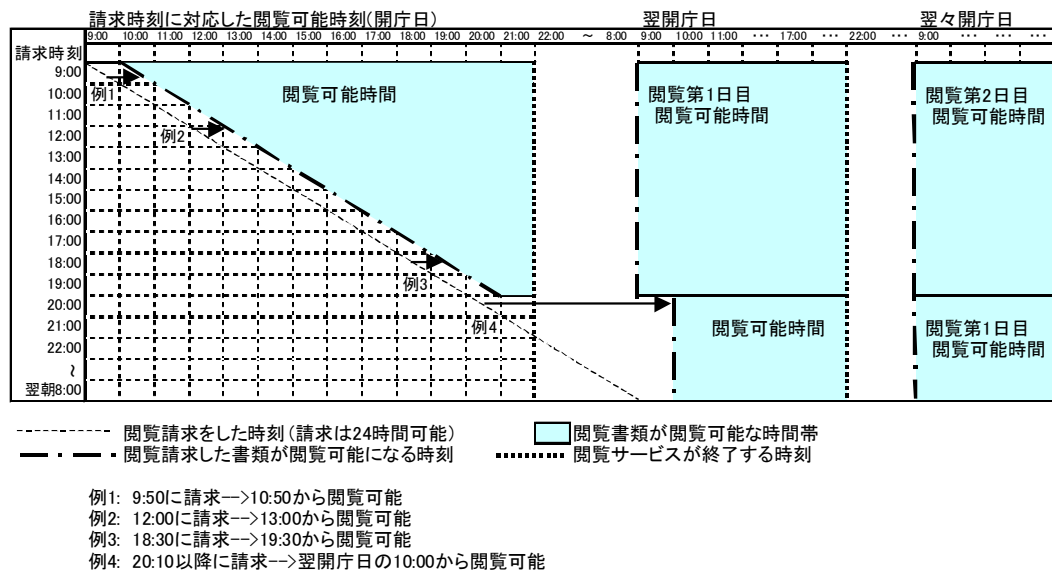 請求時刻に対応した閲覧可能時刻(開庁日) 翌開庁日 翌々開庁日
9:00 10:00 11:00 12:00 13:00 14:00 15:00 16:00 17:00 18:00 19:00 20:00 21:00 22:00 ～ 8:00 9:00 10:00 11:00 … 17:00 … 22:00 … 9:00 … … …
請求時刻
9:00
10:00
11:00
12:00
13:00
14:00
15:00
16:00
17:00
18:00
19:00
20:00
21:00
22:00
～
翌朝8:00
例1
例2
例3
例4
閲覧可能時間
閲覧第1日目
閲覧可能時間
閲覧第2日目
閲覧可能時間
閲覧可能時間
閲覧第1日目
閲覧可能時間
閲覧請求をした時刻(請求は24時間可能) 閲覧書類が閲覧可能な時間帯
閲覧請求した書類が閲覧可能になる時刻 閲覧サービスが終了する時刻
例1: 9:50に請求-->10:50から閲覧可能
例2: 12:00に請求-->13:00から閲覧可能
例3: 18:30に請求-->19:30から閲覧可能
例4: 20:10以降に請求-->翌開庁日の10:00から閲覧可能